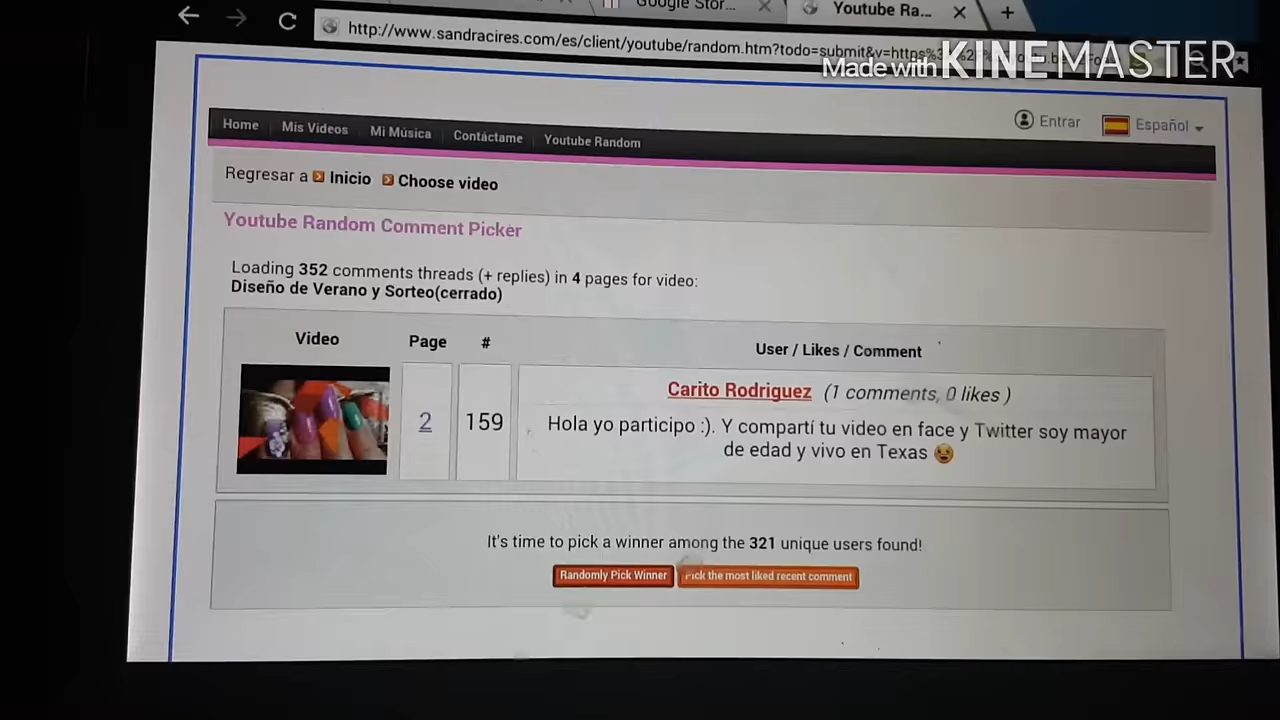 Google Stor...
Youtube Ra...
http://www.sandracires.com/es/client/youtube/random.htm?todo=submit&v=https%
Made with KINEMASTER
Home Mis Videos Mi Música Contáctame Youtube Random
Entrar Español
Regresar a Inicio Choose video
Youtube Random Comment Picker
Loading 352 comments threads (+ replies) in 4 pages for video:
Diseño de Verano y Sorteo(cerrado)
Video Page # User / Likes / Comment
Carito Rodriguez (1 comments, 0 likes )
2 159 Hola yo participo :). Y compartí tu video en face y Twitter soy mayor
de edad y vivo en Texas
It's time to pick a winner among the 321 unique users found!
Randomly Pick Winner Pick the most liked recent comment